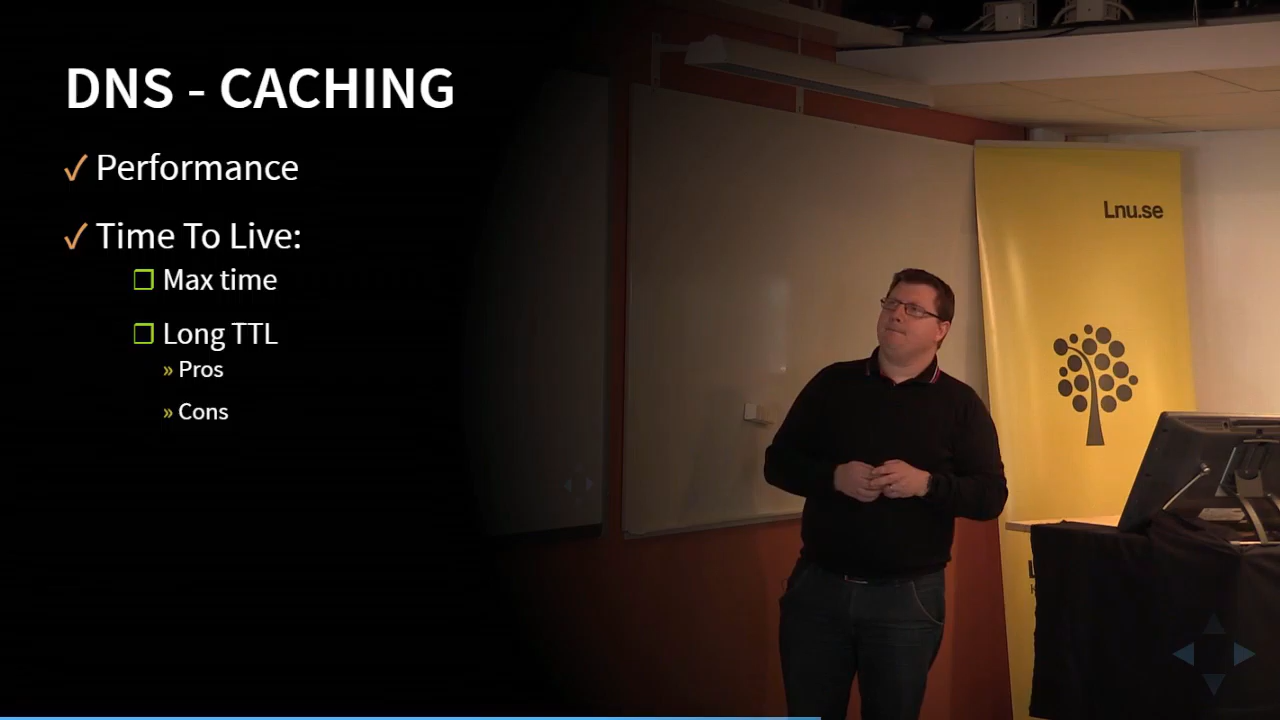 DNS - CACHING
✓ Performance
✓ Time To Live:
❐ Max time
❐ Long TTL
» Pros
» Cons
Lnu.se